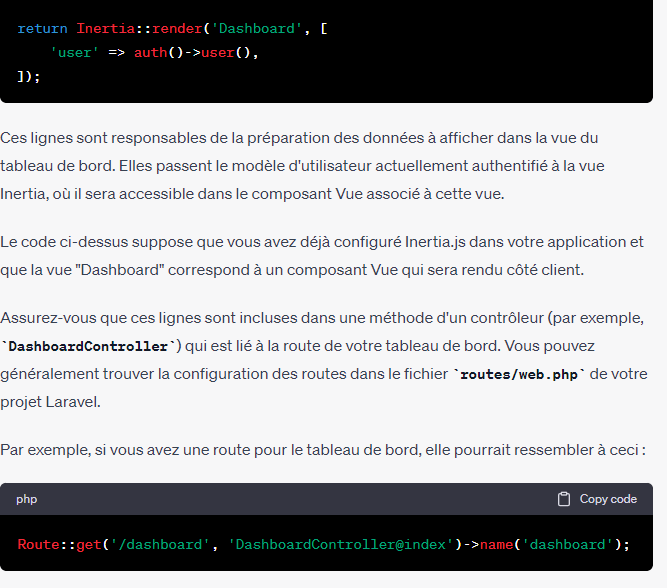 return Inertia::render('Dashboard', [
    'user' => auth()->user(),
]);
Ces lignes sont responsables de la préparation des données à afficher dans la vue du
tableau de bord. Elles passent le modèle d'utilisateur actuellement authentifié à la vue
Inertia, où il sera accessible dans le composant Vue associé à cette vue.
Le code ci-dessus suppose que vous avez déjà configuré Inertia.js dans votre application et
que la vue "Dashboard" correspond à un composant Vue qui sera rendu côté client.
Assurez-vous que ces lignes sont incluses dans une méthode d'un contrôleur (par exemple,
`DashboardController`) qui est lié à la route de votre tableau de bord. Vous pouvez
généralement trouver la configuration des routes dans le fichier `routes/web.php` de votre
projet Laravel.
Par exemple, si vous avez une route pour le tableau de bord, elle pourrait ressembler à ceci :
php Copy code
Route::get('/dashboard', 'DashboardController@index')->name('dashboard');